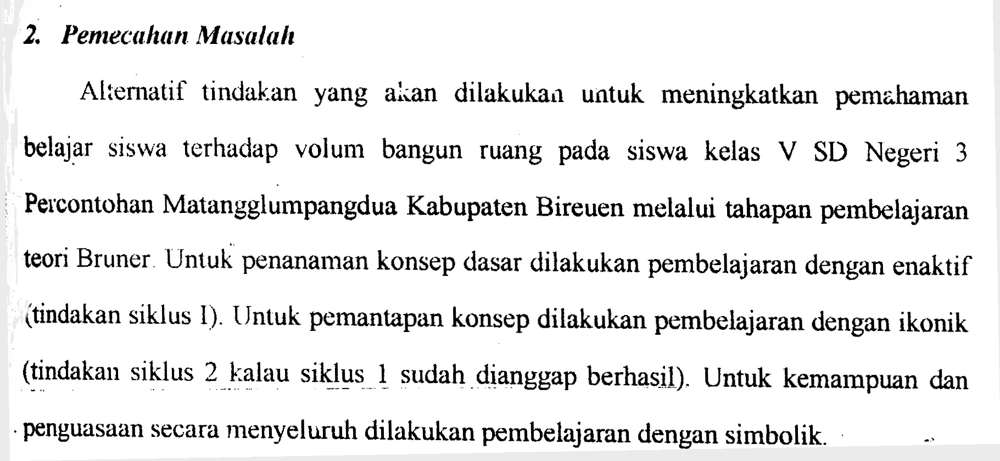 2. Pemecahan Masalah
Alternatif tindakan yang akan dilakukan untuk meningkatkan pemahaman
belajar siswa terhadap volum bangun ruang pada siswa kelas V SD Negeri 3
Percontohan Matangglumpangdua Kabupaten Bireuen melalui tahapan pembelajaran
teori Bruner. Untuk penanaman konsep dasar dilakukan pembelajaran dengan enaktif
(tindakan siklus I). Untuk pemantapan konsep dilakukan pembelajaran dengan ikonik
(tindakan siklus 2 kalau siklus 1 sudah dianggap berhasil). Untuk kemampuan dan
penguasaan secara menyeluruh dilakukan pembelajaran dengan simbolik.